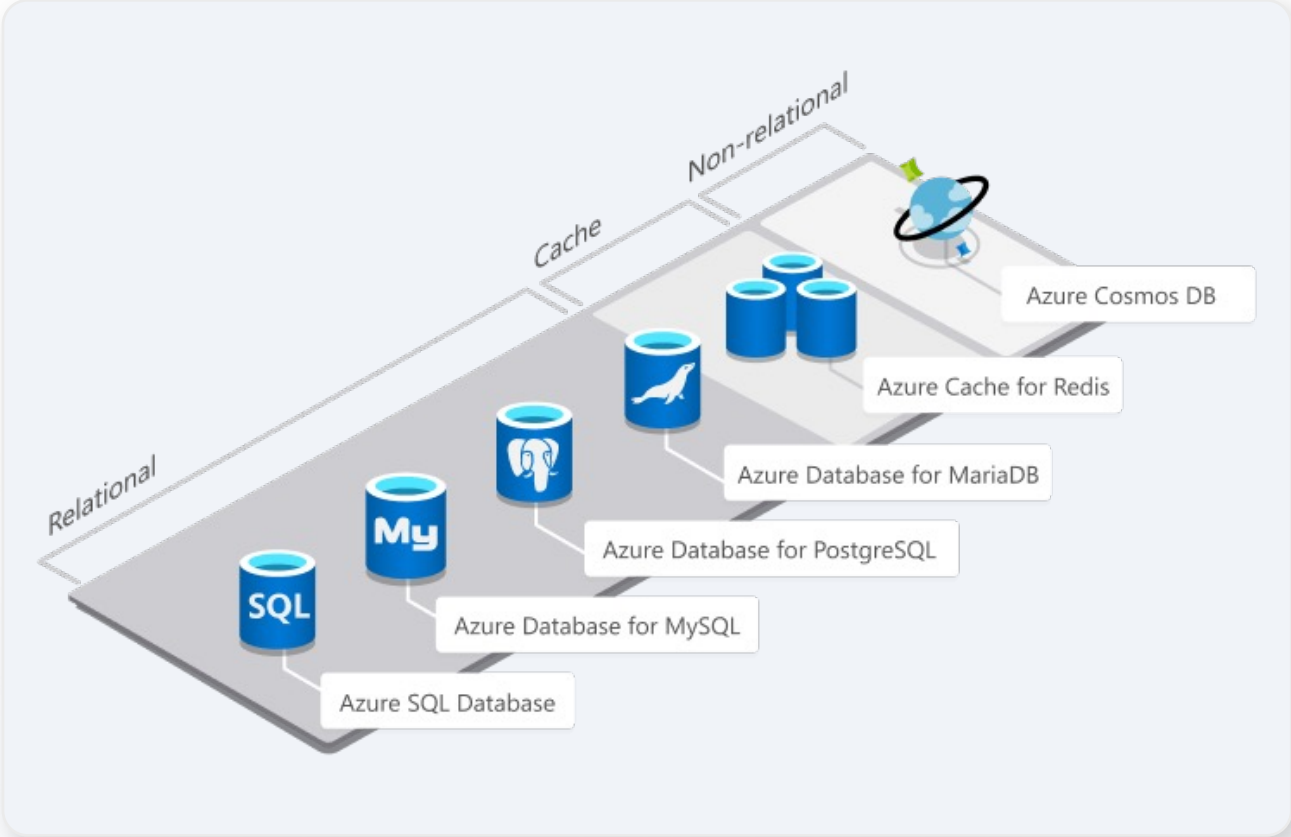 Non-relational
Cache
Relational
Azure Cosmos DB
Azure Cache for Redis
Azure Database for MariaDB
Azure Database for PostgreSQL
My
Azure Database for MySQL
SQL
Azure SQL Database